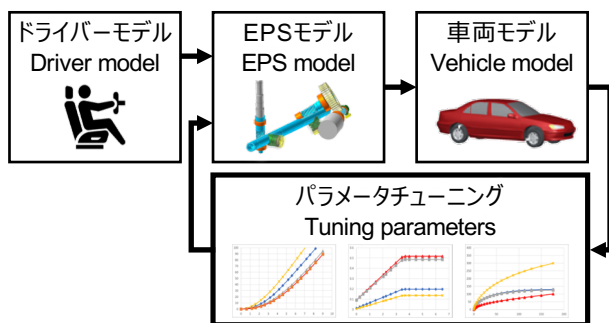 ドライバーモデル
Driver model
EPSモデル
EPS model
車両モデル
Vehicle model
パラメータチューニング
Tuning parameters